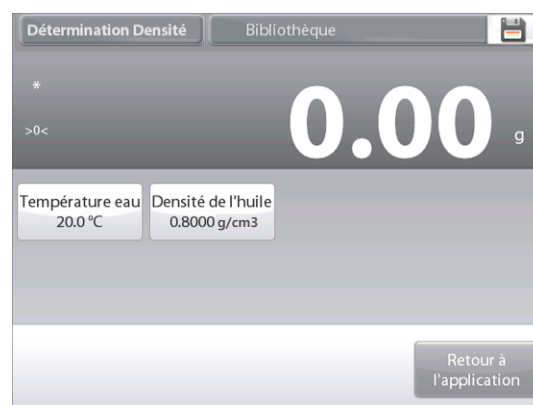 Détermination Densité
Bibliothèque
*
0.00 g
>0<
Température eau
20.0 °C
Densité de l'huile
0.8000 g/cm3
Retour à
l'application